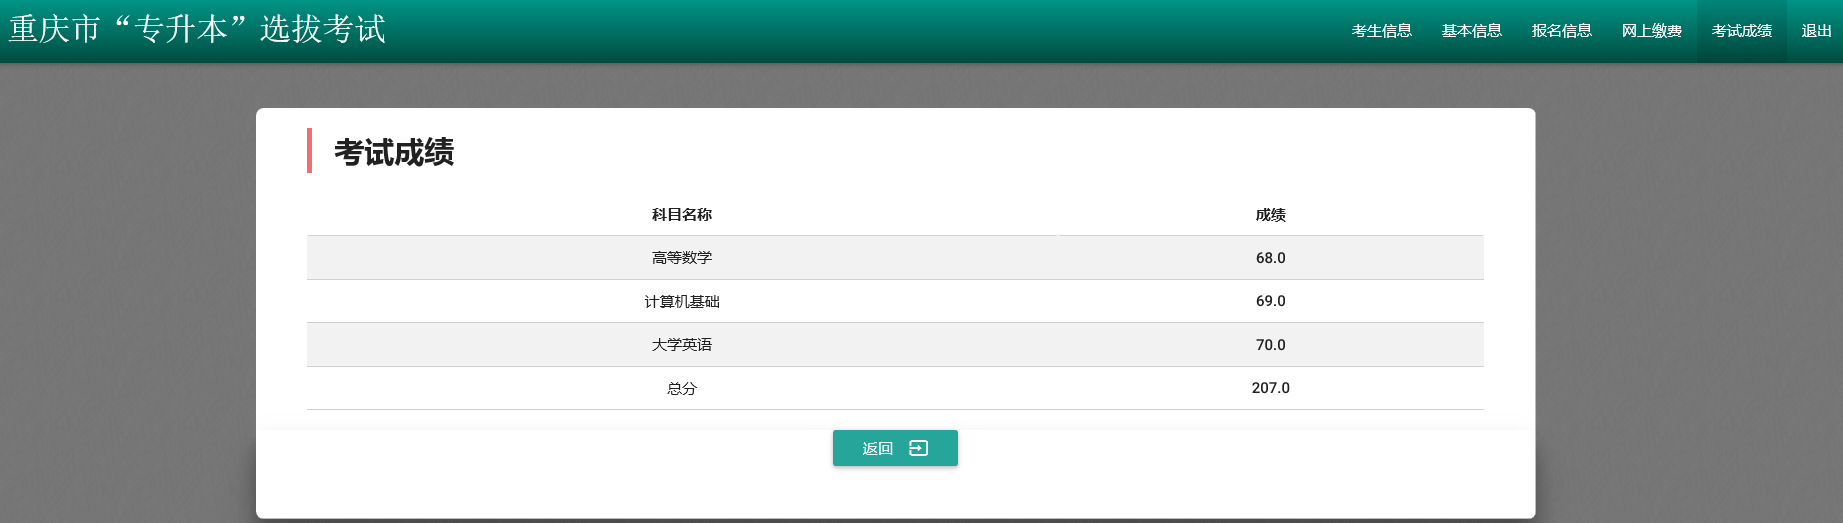 重庆市“专升本”选拔考试
考生信息 基本信息 报名信息 网上缴费 考试成绩 退出
考试成绩
科目名称 成绩
高等数学 68.0
计算机基础 69.0
大学英语 70.0
总分 207.0
返回